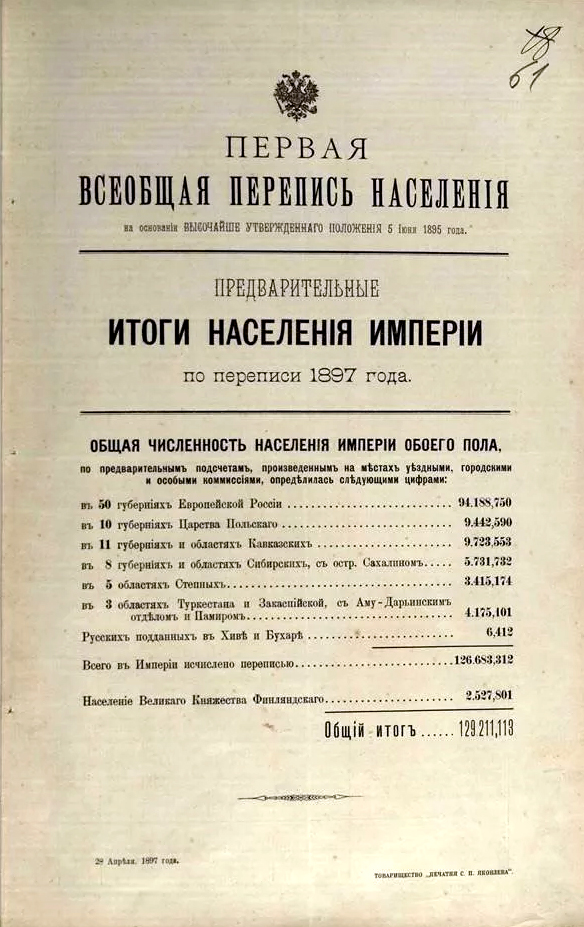 18
61
ПЕРВАЯ
ВСЕОБЩАЯ ПЕРЕПИСЬ НАСЕЛЕНІЯ
на основаніи ВЫСОЧАЙШЕ УТВЕРЖДЕННАГО ПОЛОЖЕНІЯ 5 Іюня 1895 года.
ПРЕДВАРИТЕЛЬНЫЕ
ИТОГИ НАСЕЛЕНІЯ ИМПЕРІИ
по переписи 1897 года.
ОБЩАЯ ЧИСЛЕННОСТЬ НАСЕЛЕНІЯ ИМПЕРІИ ОБОЕГО ПОЛА,
по предварительнымъ подсчетамъ, произведеннымъ на мѣстахъ уѣздными, городскими
и особыми коммиссіями, опредѣлилась слѣдующими цифрами:
въ 50 губерніяхъ Европейской Россіи 94.188,750
въ 10 губерніяхъ Царства Польскаго 9.442,590
въ 11 губерніяхъ и областяхъ Кавказскихъ 9.723,553
въ 8 губерніяхъ и областяхъ Сибирскихъ, съ остр. Сахалиномъ 5.731,732
въ 5 областяхъ Степныхъ 3.415,174
въ 3 областяхъ Туркестана и Закаспійской, съ Аму-Дарьинскимъ
отдѣломъ и Памиромъ 4.175,101
Русскихъ подданныхъ въ Хивѣ и Бухарѣ 6,412
Всего въ Имперіи исчислено переписью 126.683,312
Населеніе Великаго Княжества Финляндскаго 2.527,801
Общій итогъ 129.211,113
28 Апрѣля. 1897 года.
ТОВАРИЩЕСТВО „ПЕЧАТНЯ С. П. ЯКОВЛЕВА".